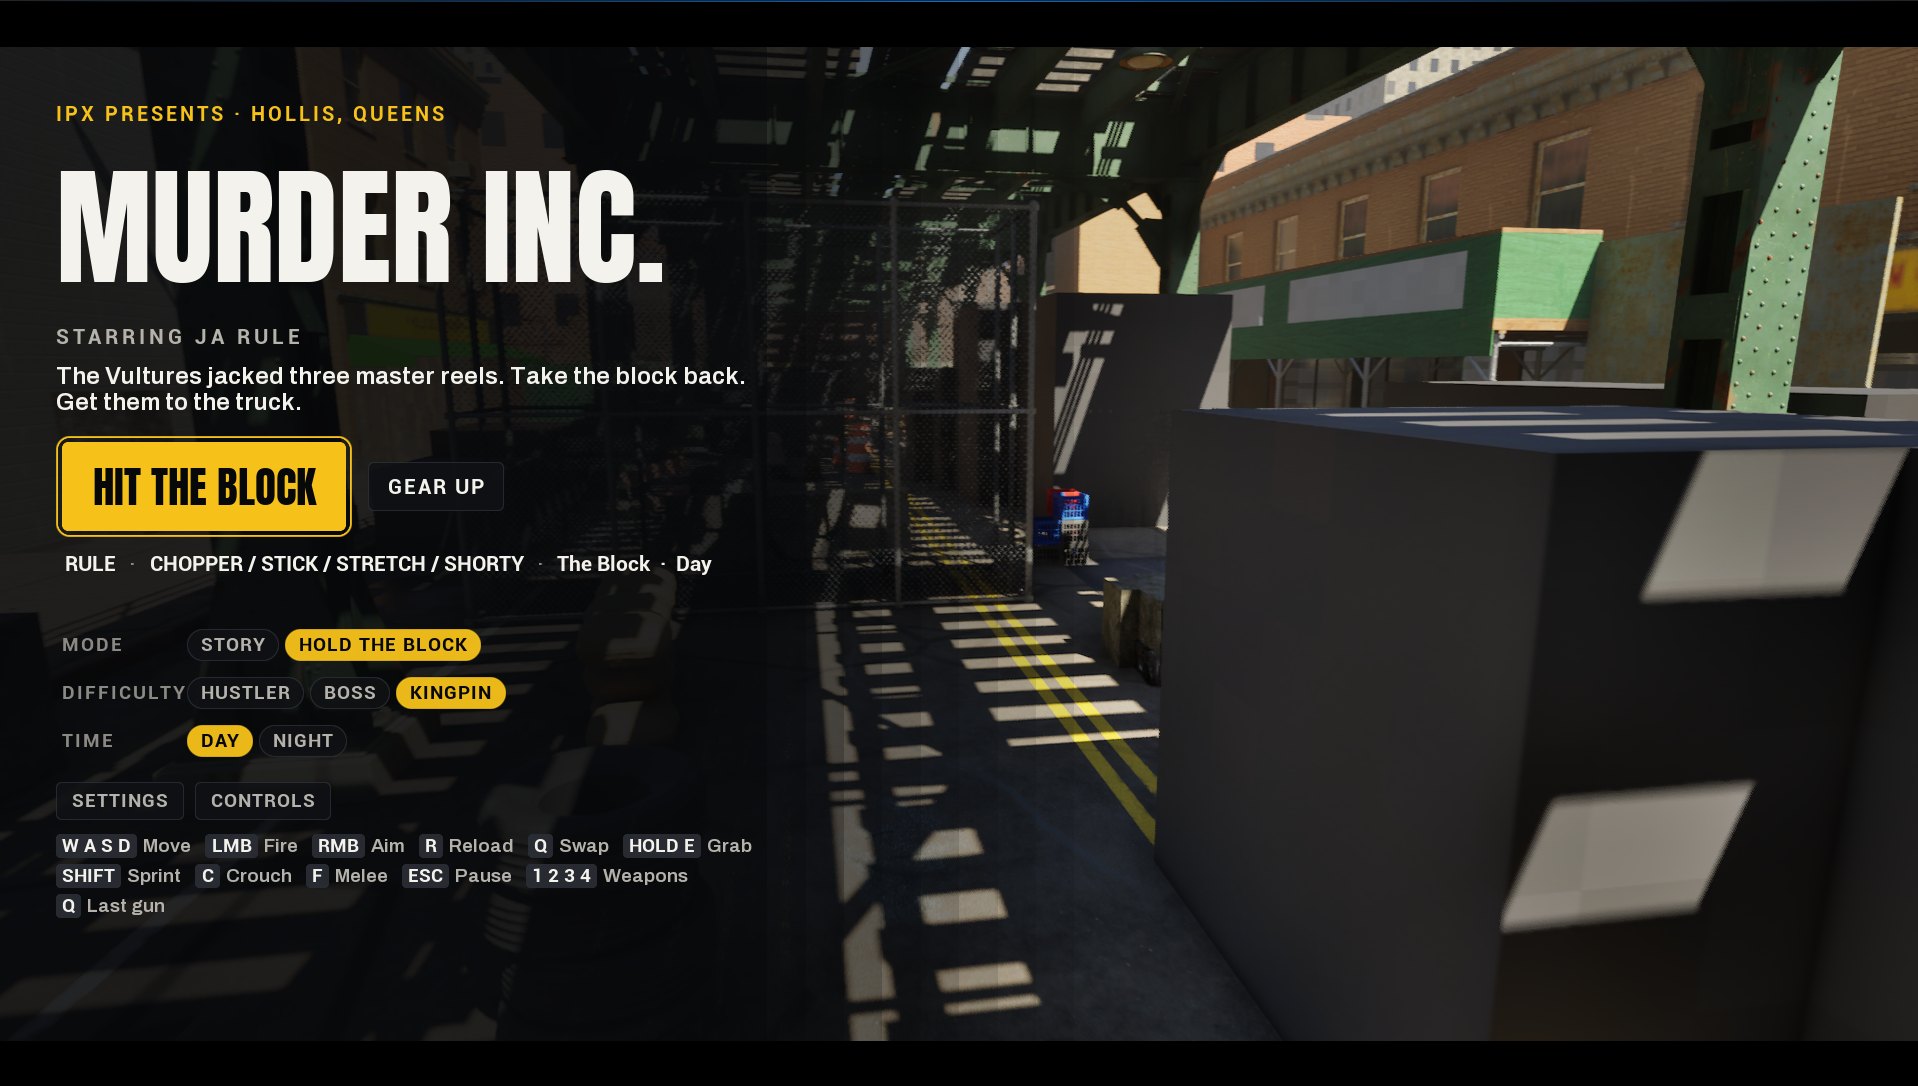 IPX PRESENTS · HOLLIS, QUEENS
MURDER INC.
STARRING JA RULE
The Vultures jacked three master reels. Take the block back.
Get them to the truck.
HIT THE BLOCK
GEAR UP
RULE · CHOPPER / STICK / STRETCH / SHORTY · The Block · Day
MODE STORY HOLD THE BLOCK
DIFFICULTY HUSTLER BOSS KINGPIN
TIME DAY NIGHT
SETTINGS CONTROLS
W A S D Move LMB Fire RMB Aim R Reload Q Swap HOLD E Grab
SHIFT Sprint C Crouch F Melee ESC Pause 1 2 3 4 Weapons
Q Last gun